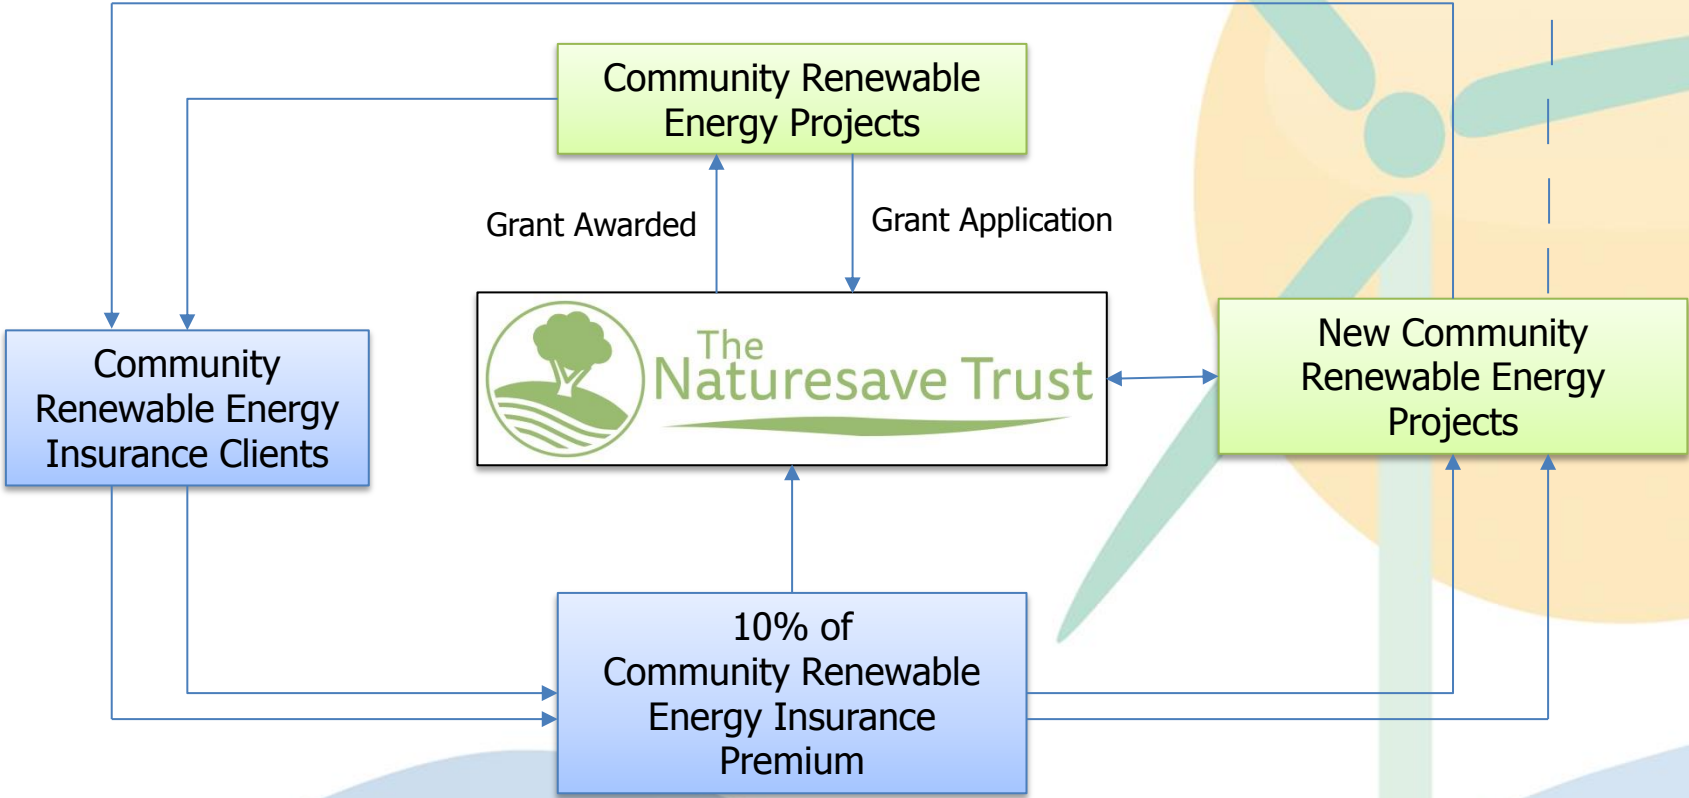 Community Renewable
Energy Projects
Grant Awarded
Grant Application
Community
Renewable Energy
Insurance Clients
The
Naturesave Trust
New Community
Renewable Energy
Projects
10% of
Community Renewable
Energy Insurance
Premium